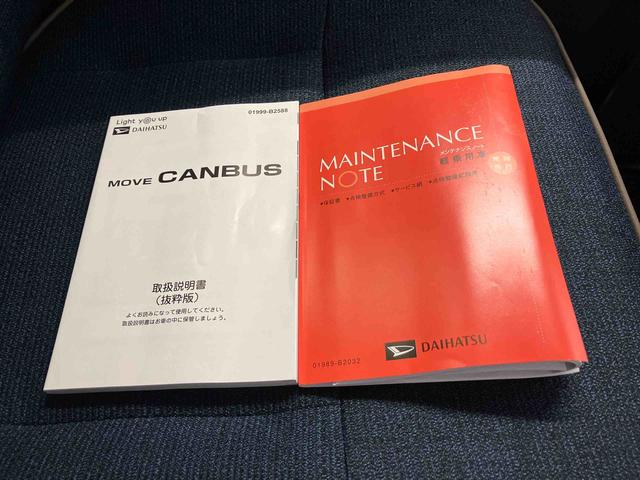 Light y@u up
DAIHATSU
01999-B2588
MOVE CANBUS
取扱説明書
(抜粋版)
よくお読みになって使用してください。
取扱説明書はお車の中に保管しましょう。
MAINTENANCE
NOTE
メンテナンスノート
軽乗用車
●保証書 ●点検整備方式 ●サービス網 ●点検整備記録簿
DAIHATSU
01989-B2032